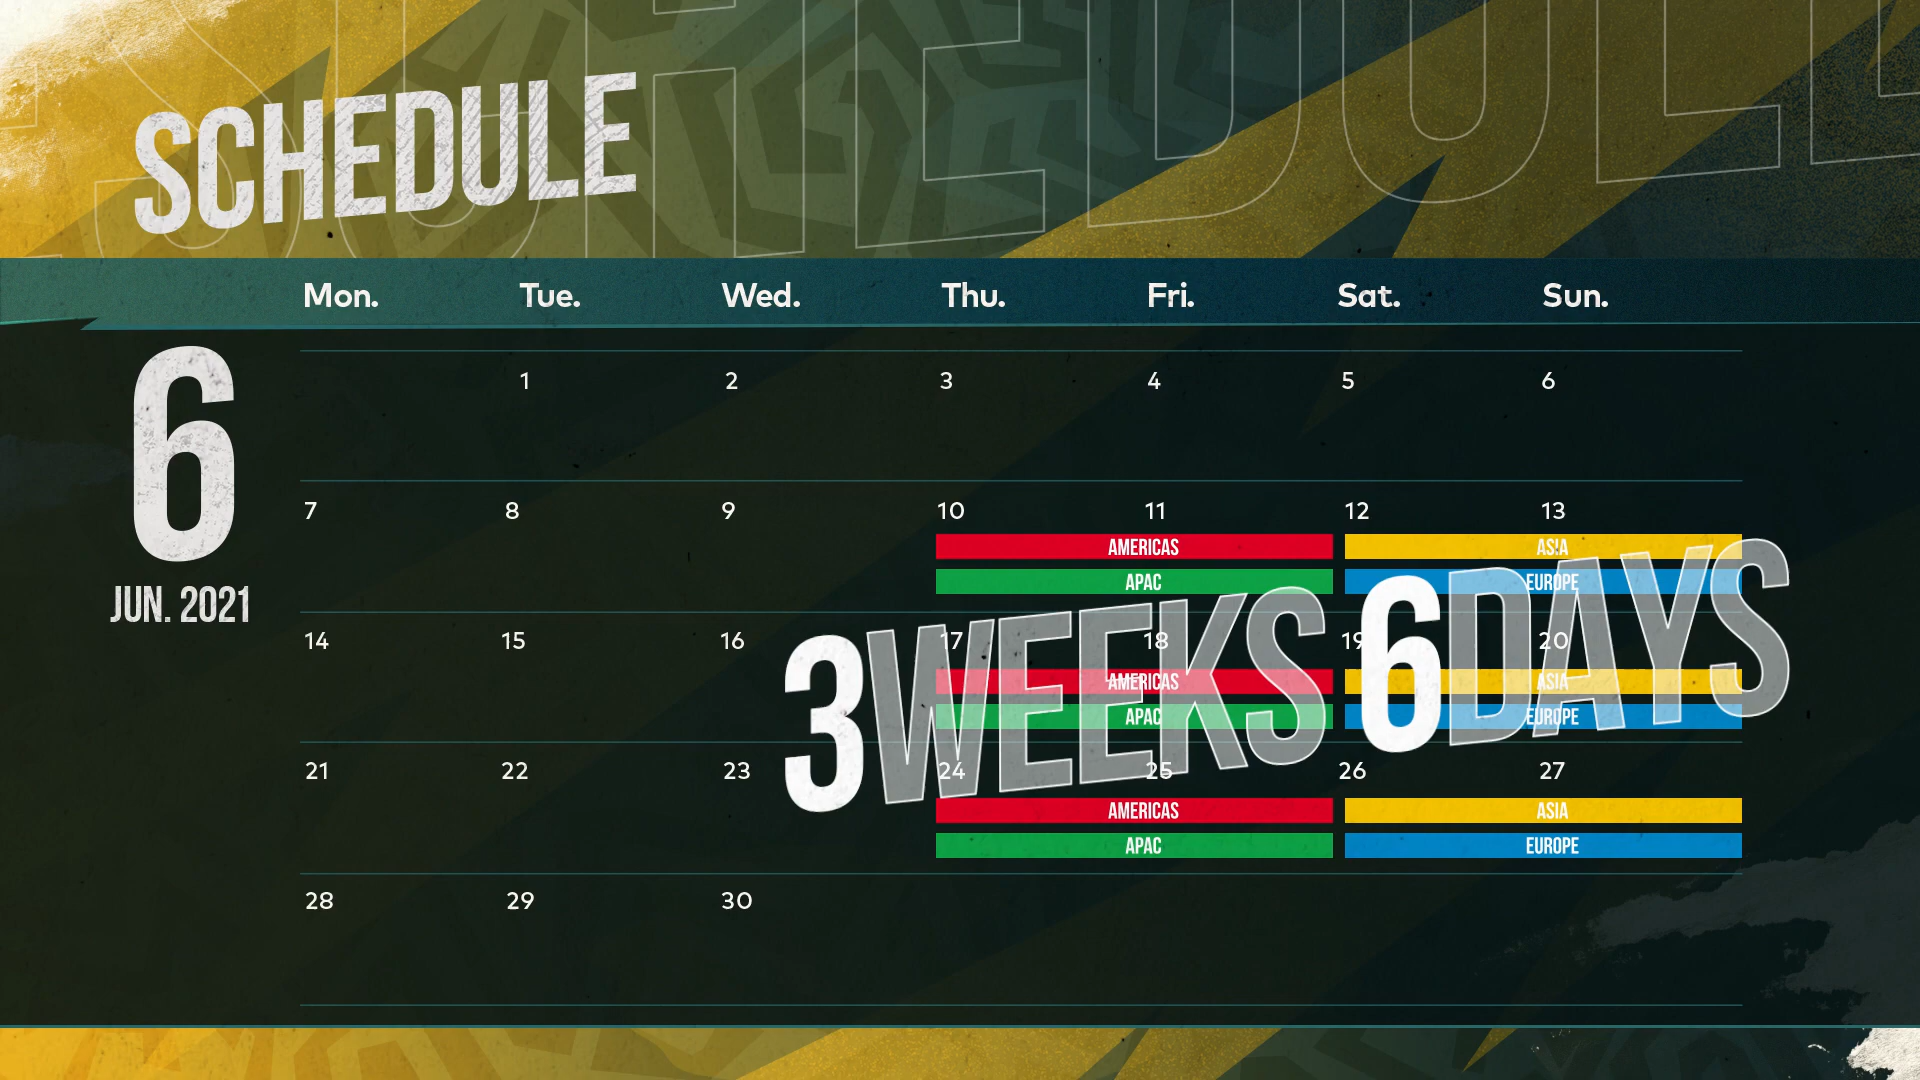 SCHEDULE
SCHEDULE
Mon. Tue. Wed. Thu. Fri. Sat. Sun.
6
JUN. 2021
1 2 3 4 5 6
7 8 9 10 11 12 13
AMERICAS ASIA
APAC EUROPE
14 15 16 17 18 19 20
AMERICAS ASIA
APAC EUROPE
3WEEKS 6DAYS
21 22 23 24 25 26 27
AMERICAS ASIA
APAC EUROPE
28 29 30